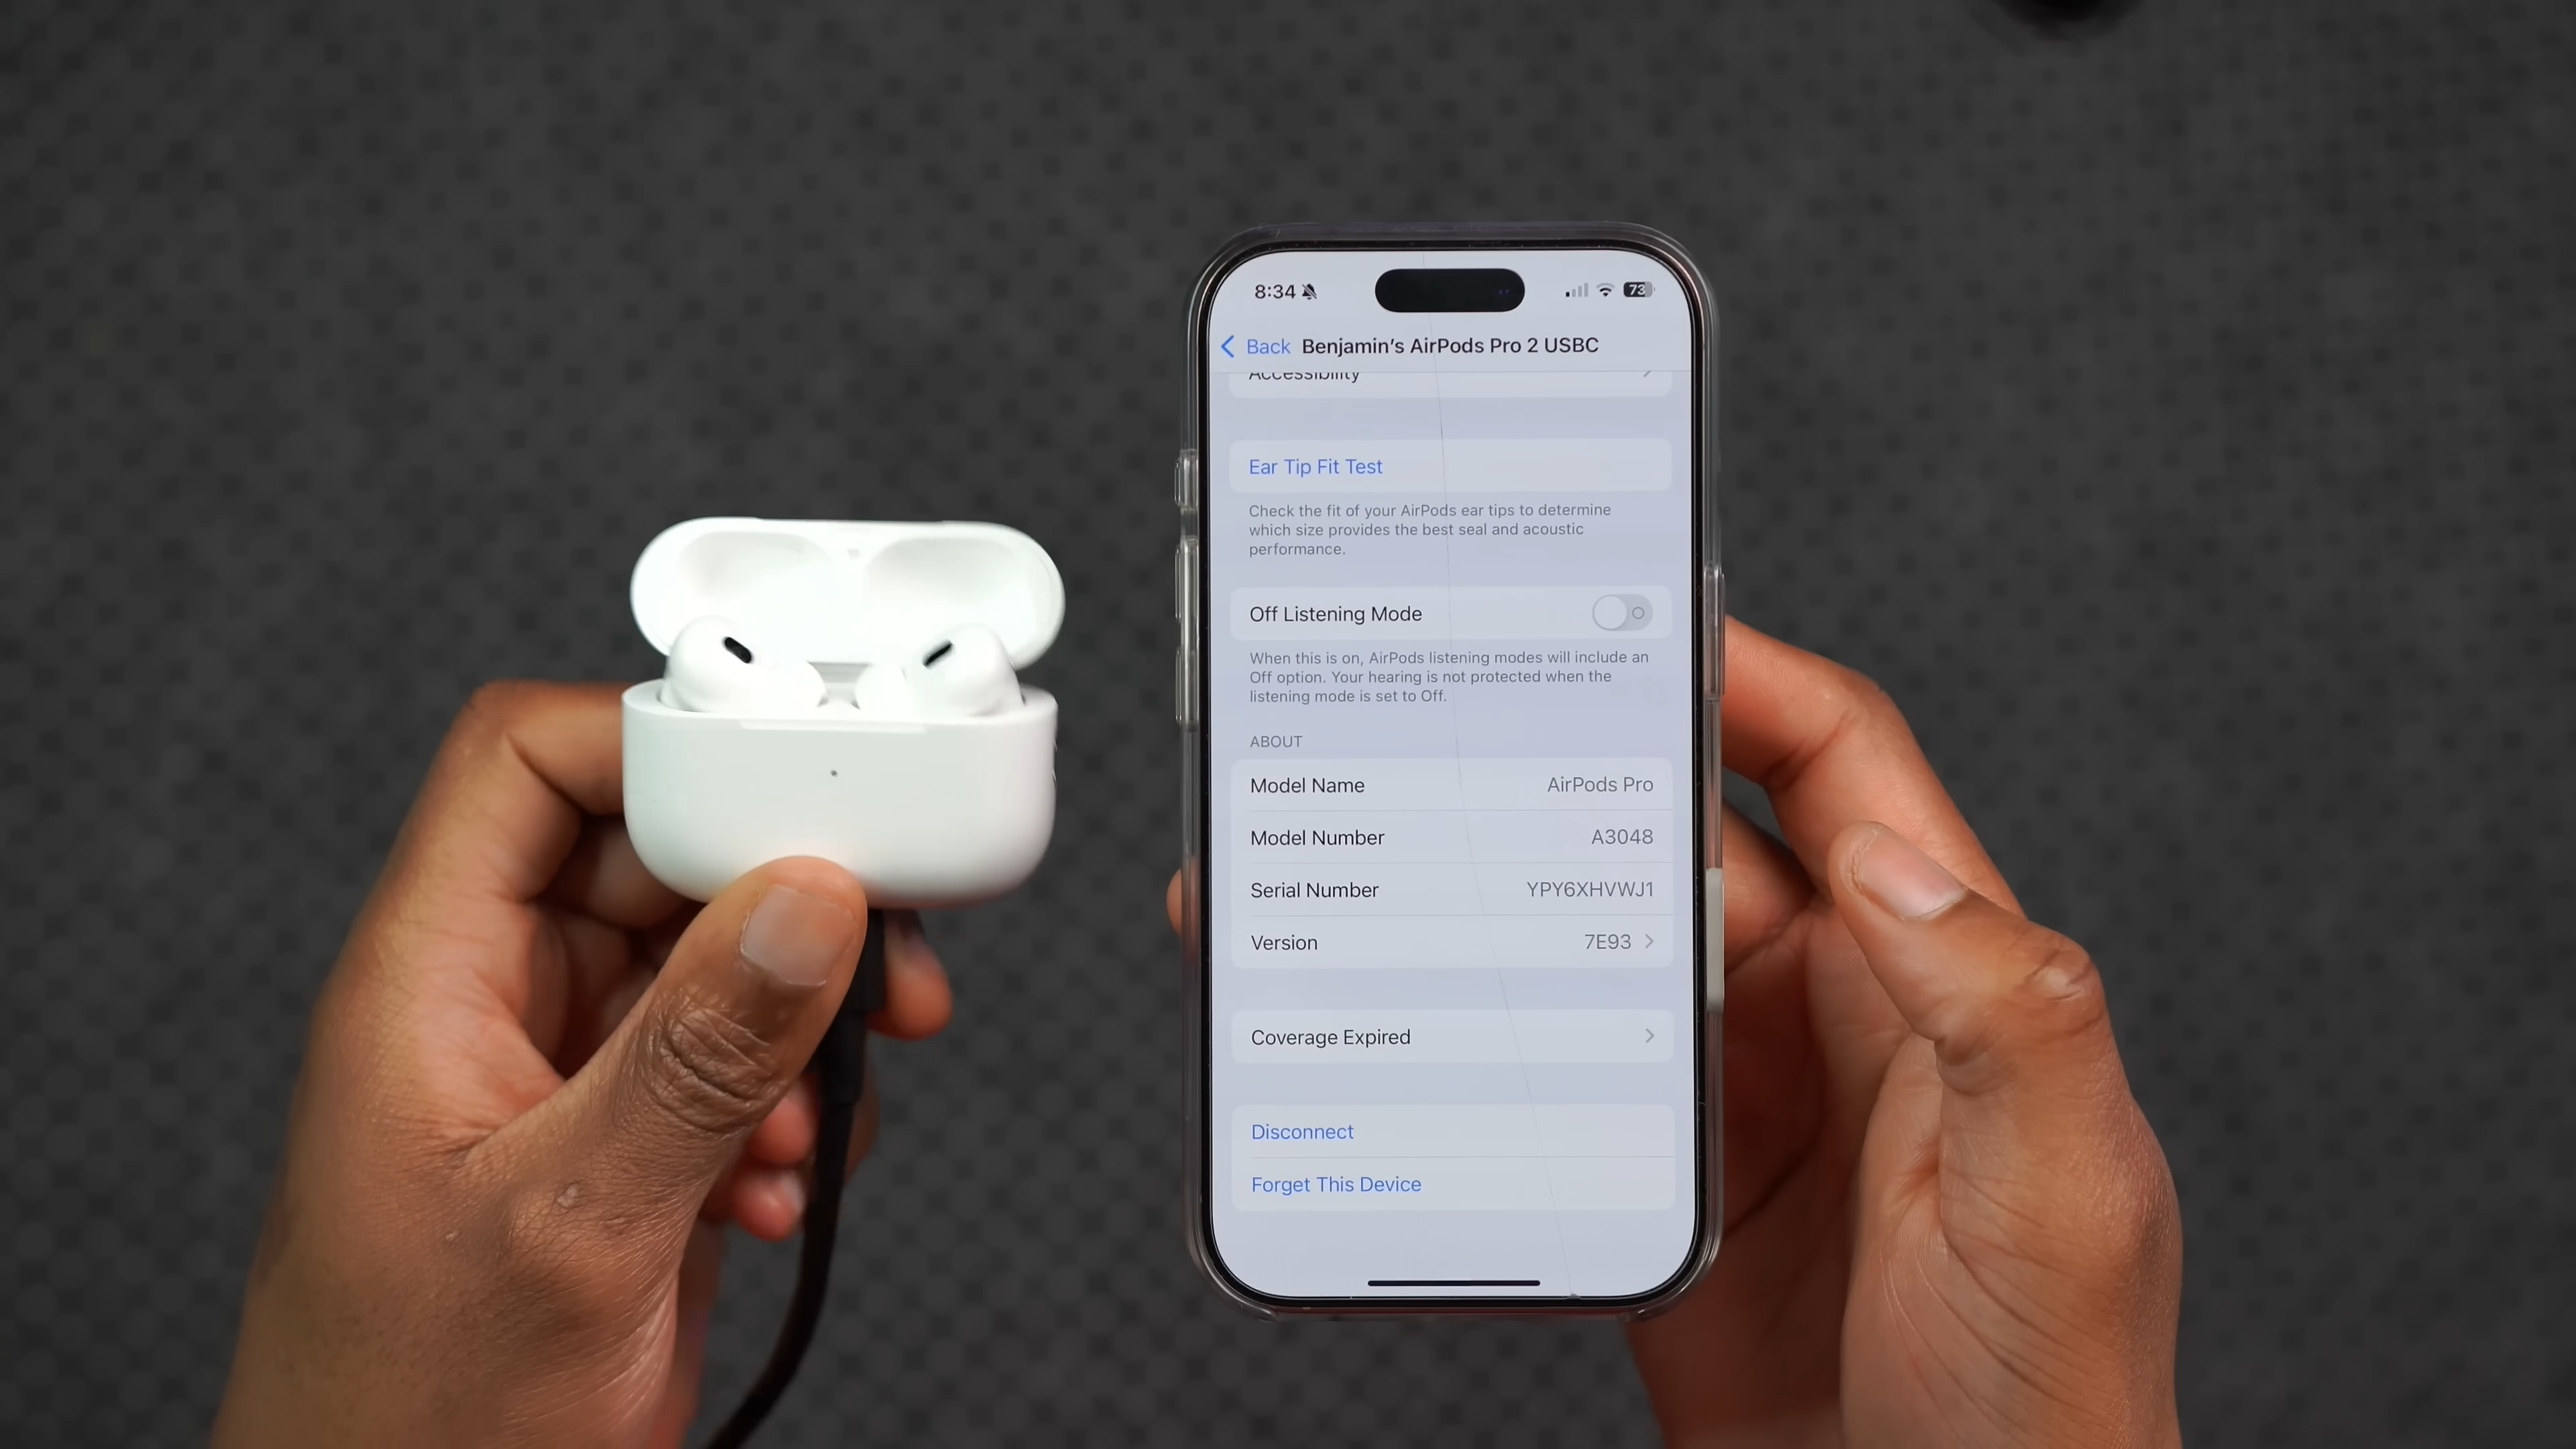 8:34 73
Back Benjamin's AirPods Pro 2 USBC
Accessibility
Ear Tip Fit Test
Check the fit of your AirPods ear tips to determine
which size provides the best seal and acoustic
performance.
Off Listening Mode
When this is on, AirPods listening modes will include an
Off option. Your hearing is not protected when the
listening mode is set to Off.
ABOUT
Model Name AirPods Pro
Model Number A3048
Serial Number YPY6XHVWJ1
Version 7E93
Coverage Expired
Disconnect
Forget This Device